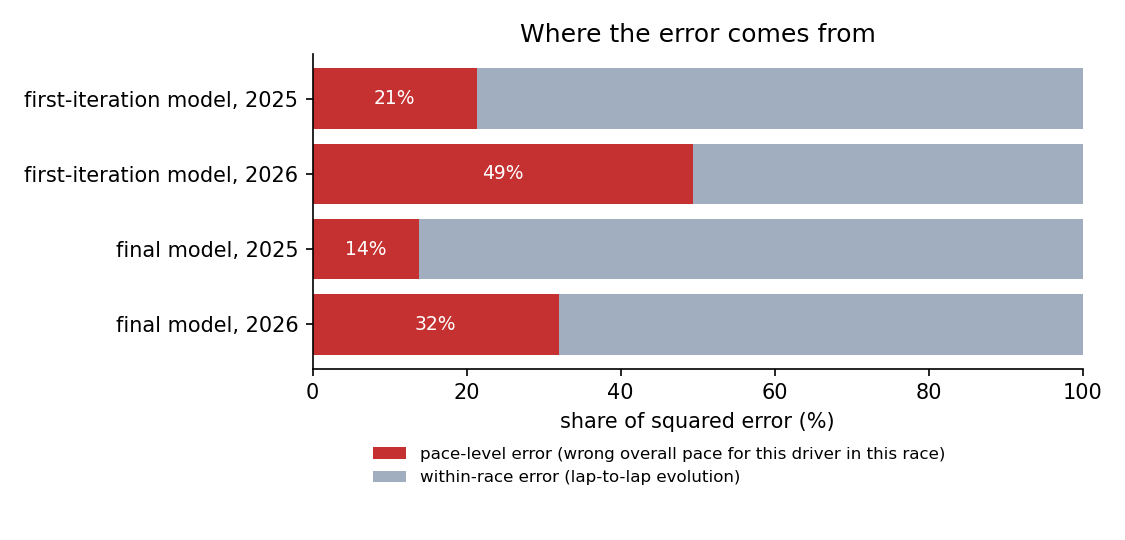 Where the error comes from
first-iteration model, 2025
21%
first-iteration model, 2026
49%
final model, 2025
14%
final model, 2026
32%
0 20 40 60 80 100
share of squared error (%)
pace-level error (wrong overall pace for this driver in this race)
within-race error (lap-to-lap evolution)